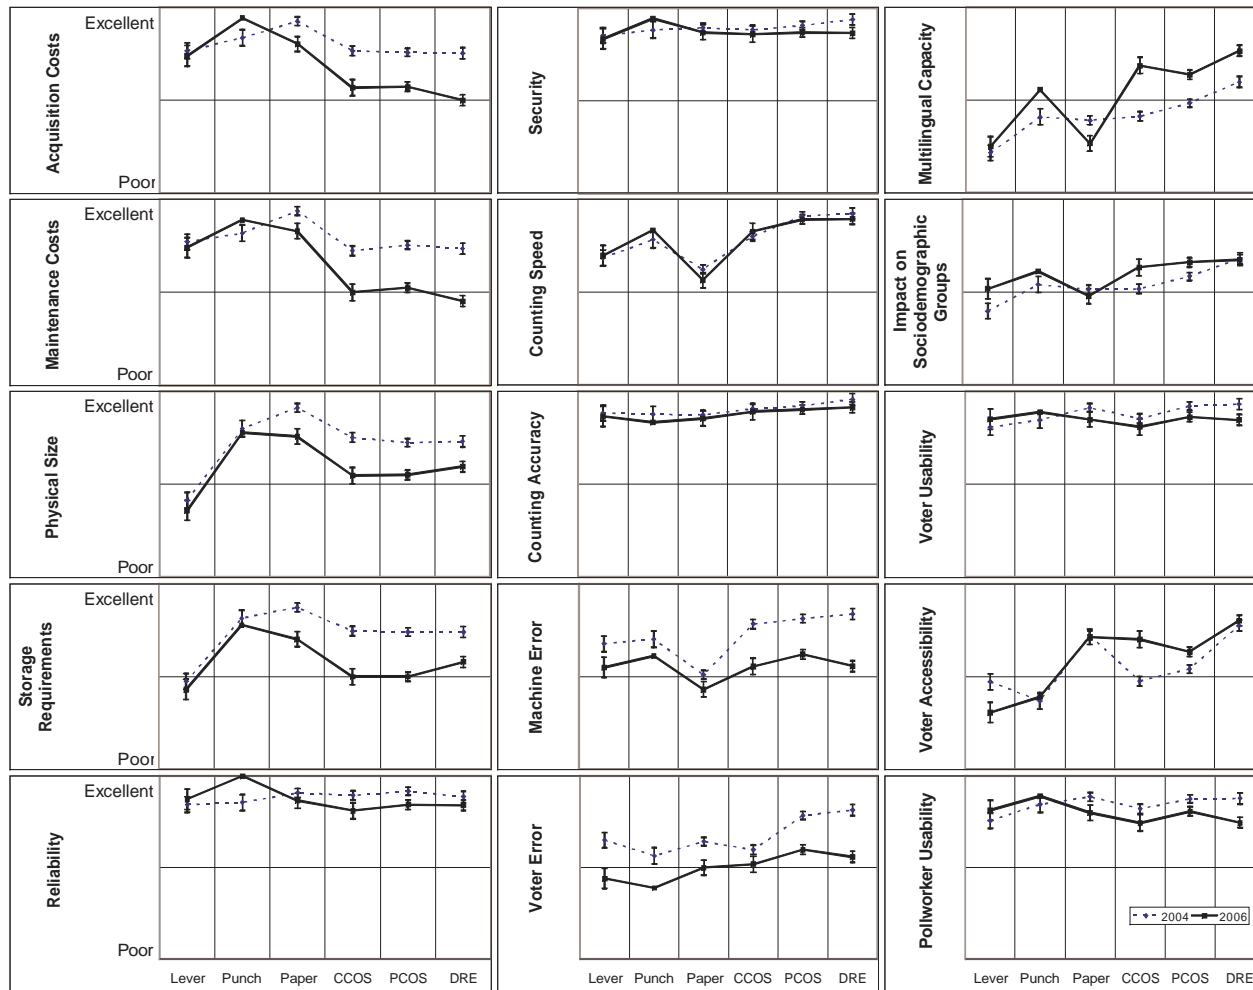 Acquisition Costs
Excellent
Poor
Security
Multilingual Capacity
Maintenance Costs
Excellent
Poor
Counting Speed
Impact on
Sociodemographic
Groups
Physical Size
Excellent
Poor
Counting Accuracy
Voter Usability
Storage
Requirements
Excellent
Poor
Machine Error
Voter Accessibility
Reliability
Excellent
Poor
Voter Error
Pollworker Usability
2004 2006
Lever Punch Paper CCOS PCOS DRE
Lever Punch Paper CCOS PCOS DRE
Lever Punch Paper CCOS PCOS DRE